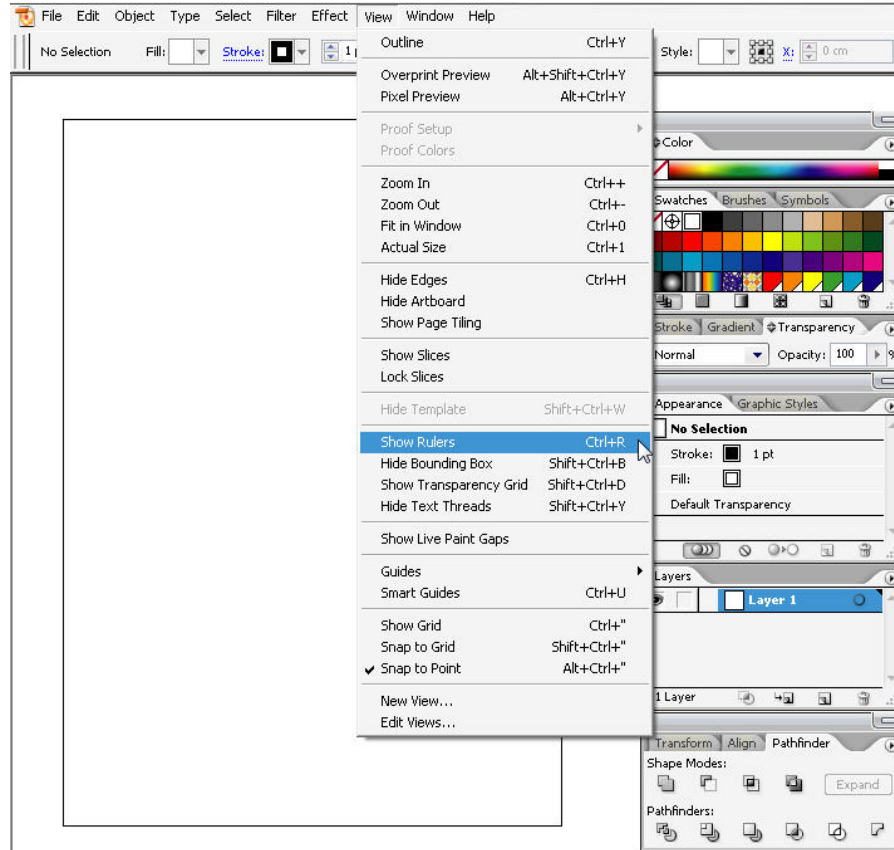 File Edit Object Type Select Filter Effect View Window Help
No Selection Fill: Stroke: 1 Style: X: 0 cm
Outline Ctrl+Y
Overprint Preview Alt+Shift+Ctrl+Y
Pixel Preview Alt+Ctrl+Y
Proof Setup
Proof Colors
Zoom In Ctrl++
Zoom Out Ctrl+-
Fit in Window Ctrl+0
Actual Size Ctrl+1
Hide Edges Ctrl+H
Hide Artboard
Show Page Tiling
Show Slices
Lock Slices
Hide Template Shift+Ctrl+W
Show Rulers Ctrl+R
Hide Bounding Box Shift+Ctrl+B
Show Transparency Grid Shift+Ctrl+D
Hide Text Threads Shift+Ctrl+Y
Show Live Paint Gaps
Guides
Smart Guides Ctrl+U
Show Grid Ctrl+"
Snap to Grid Shift+Ctrl+"
Snap to Point Alt+Ctrl+"
New View...
Edit Views...
Color
Swatches Brushes Symbols
Stroke Gradient Transparency
Normal Opacity: 100 %
Appearance Graphic Styles
No Selection
Stroke: 1 pt
Fill:
Default Transparency
Layers
Layer 1
1 Layer
Transform Align Pathfinder
Shape Modes:
Expand
Pathfinders: